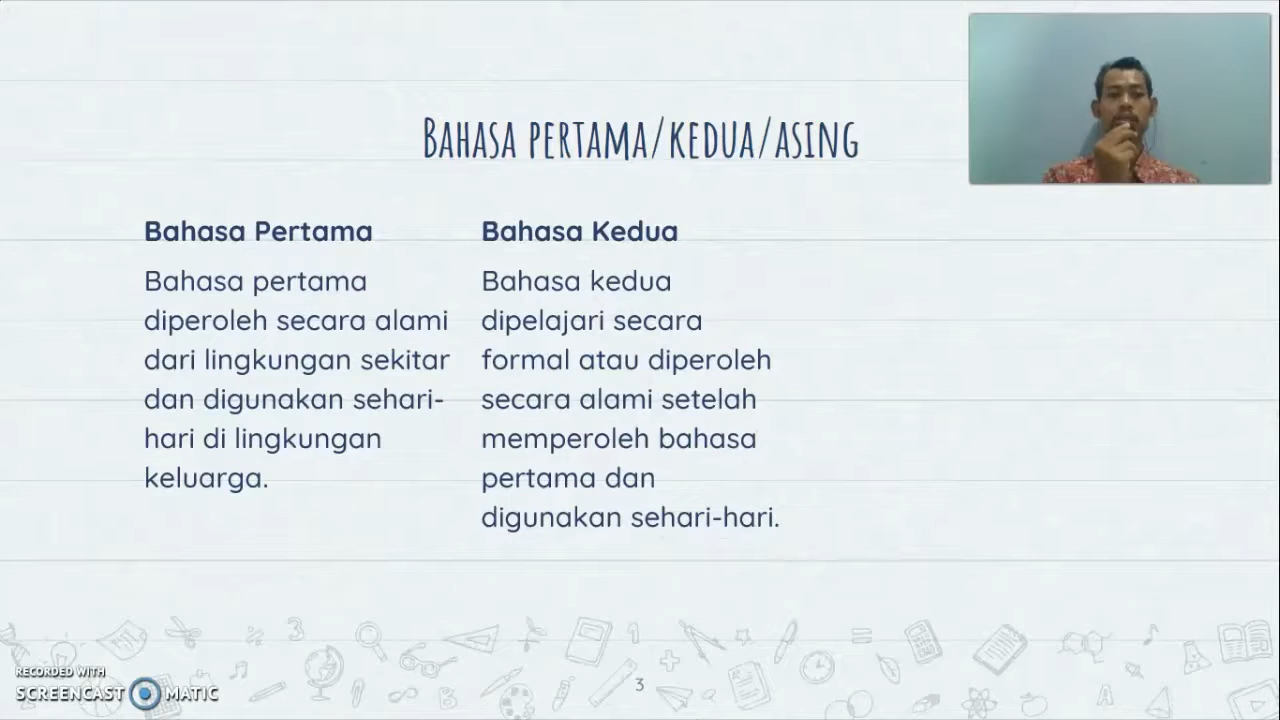 BAHASA PERTAMA/KEDUA/ASING
Bahasa Pertama
Bahasa pertama
diperoleh secara alami
dari lingkungan sekitar
dan digunakan sehari-
hari di lingkungan
keluarga.
Bahasa Kedua
Bahasa kedua
dipelajari secara
formal atau diperoleh
secara alami setelah
memperoleh bahasa
pertama dan
digunakan sehari-hari.
RECORDED WITH
SCREENCAST MATIC
3